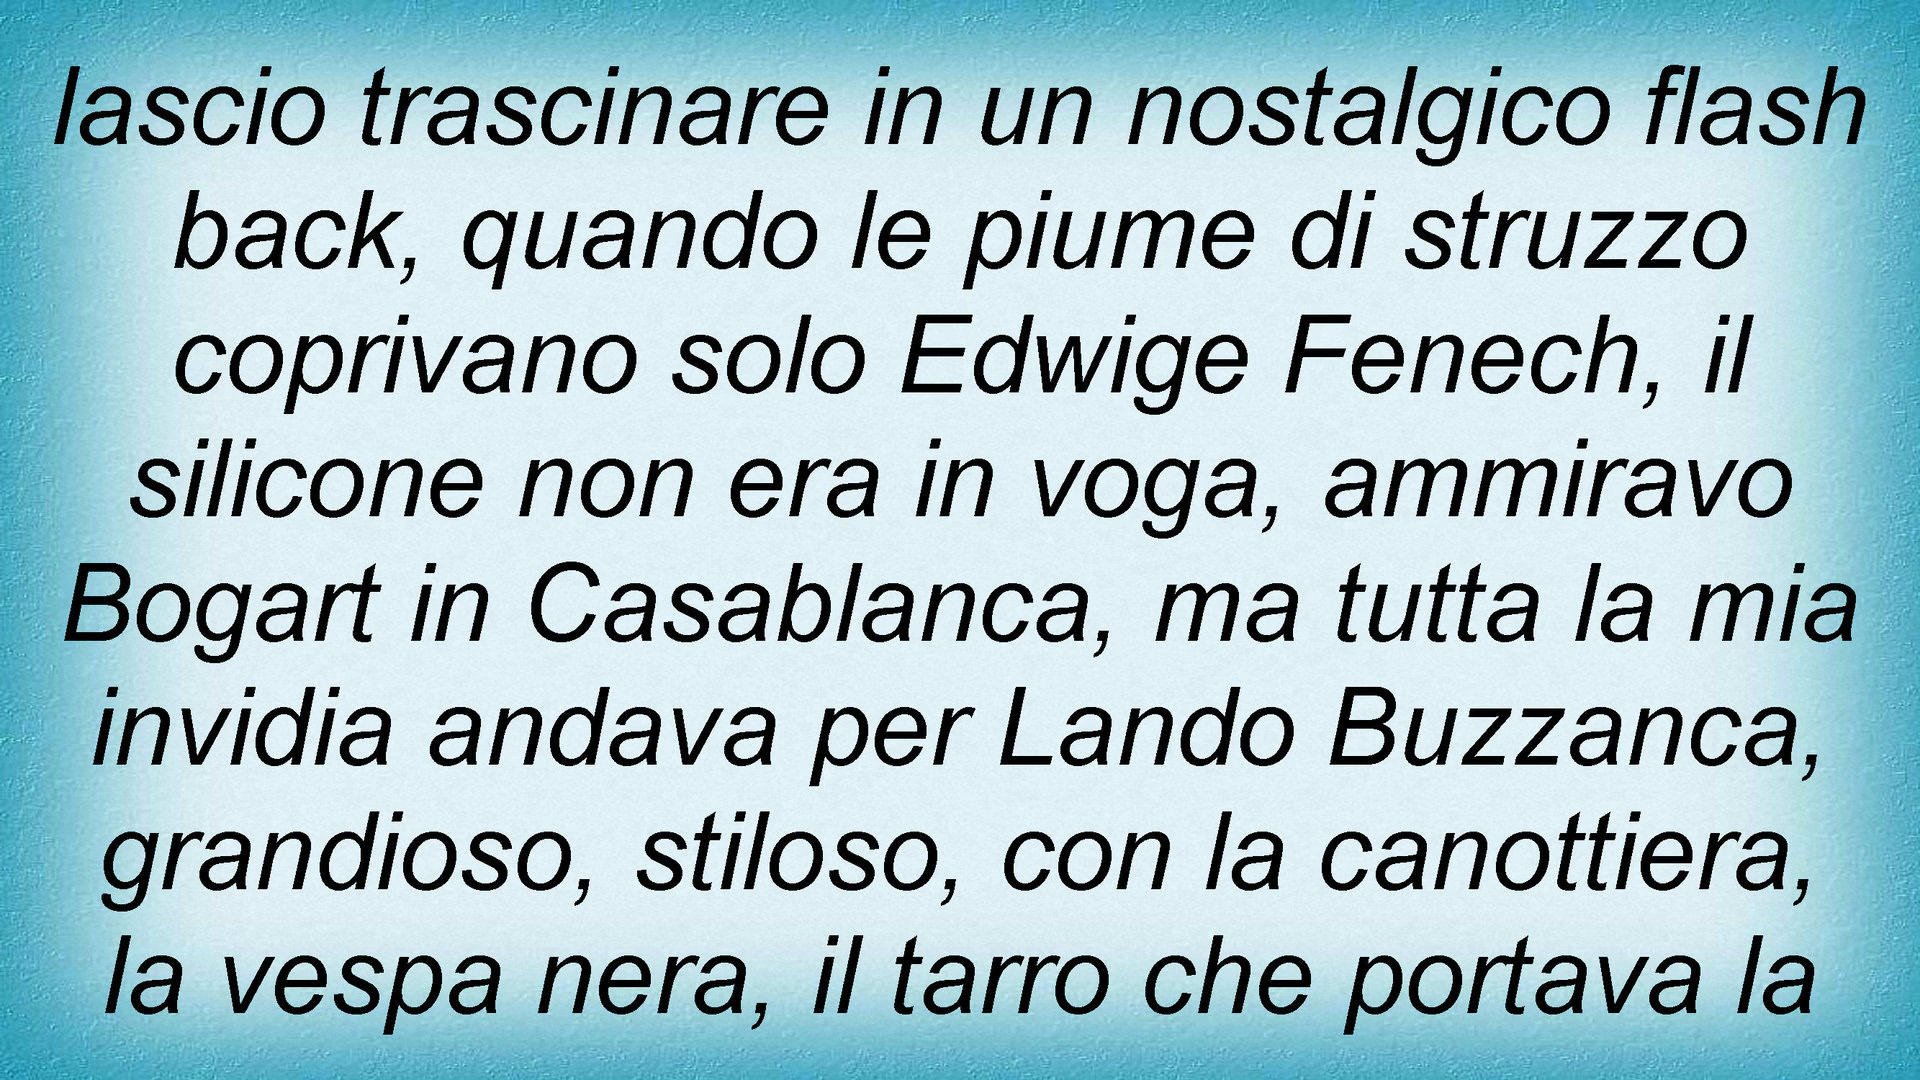 lascio trascinare in un nostalgico flash
back, quando le piume di struzzo
coprivano solo Edwige Fenech, il
silicone non era in voga, ammiravo
Bogart in Casablanca, ma tutta la mia
invidia andava per Lando Buzzanca,
grandioso, stiloso, con la canottiera,
la vespa nera, il tarro che portava la